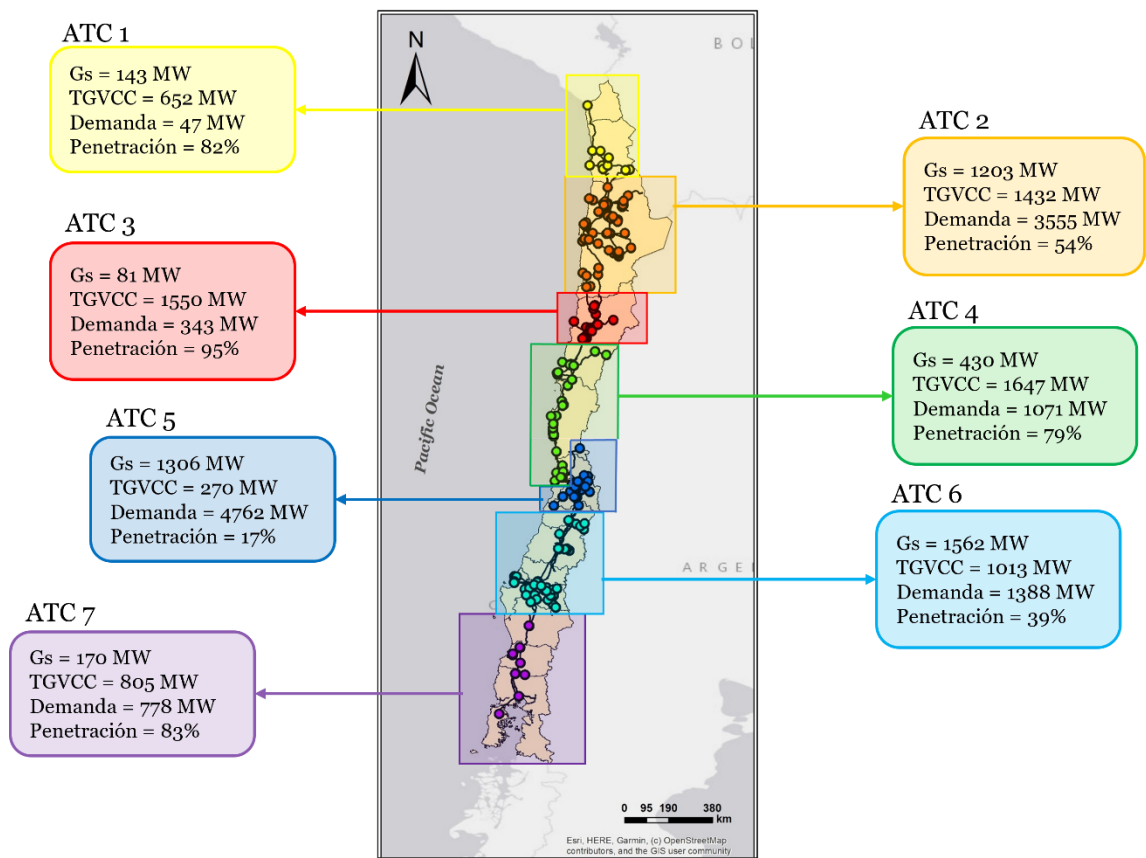 ATC 1
Gs = 143 MW
TGVCC = 652 MW
Demanda = 47 MW
Penetración = 82%
ATC 2
Gs = 1203 MW
TGVCC = 1432 MW
Demanda = 3555 MW
Penetración = 54%
ATC 3
Gs = 81 MW
TGVCC = 1550 MW
Demanda = 343 MW
Penetración = 95%
ATC 4
Gs = 430 MW
TGVCC = 1647 MW
Demanda = 1071 MW
Penetración = 79%
ATC 5
Gs = 1306 MW
TGVCC = 270 MW
Demanda = 4762 MW
Penetración = 17%
ATC 6
Gs = 1562 MW
TGVCC = 1013 MW
Demanda = 1388 MW
Penetración = 39%
ATC 7
Gs = 170 MW
TGVCC = 805 MW
Demanda = 778 MW
Penetración = 83%
N
BOL
Pacific Ocean
ARGE
0 95 190 380
km
Esri, HERE, Garmin, (c) OpenStreetMap
contributors, and the GIS user community